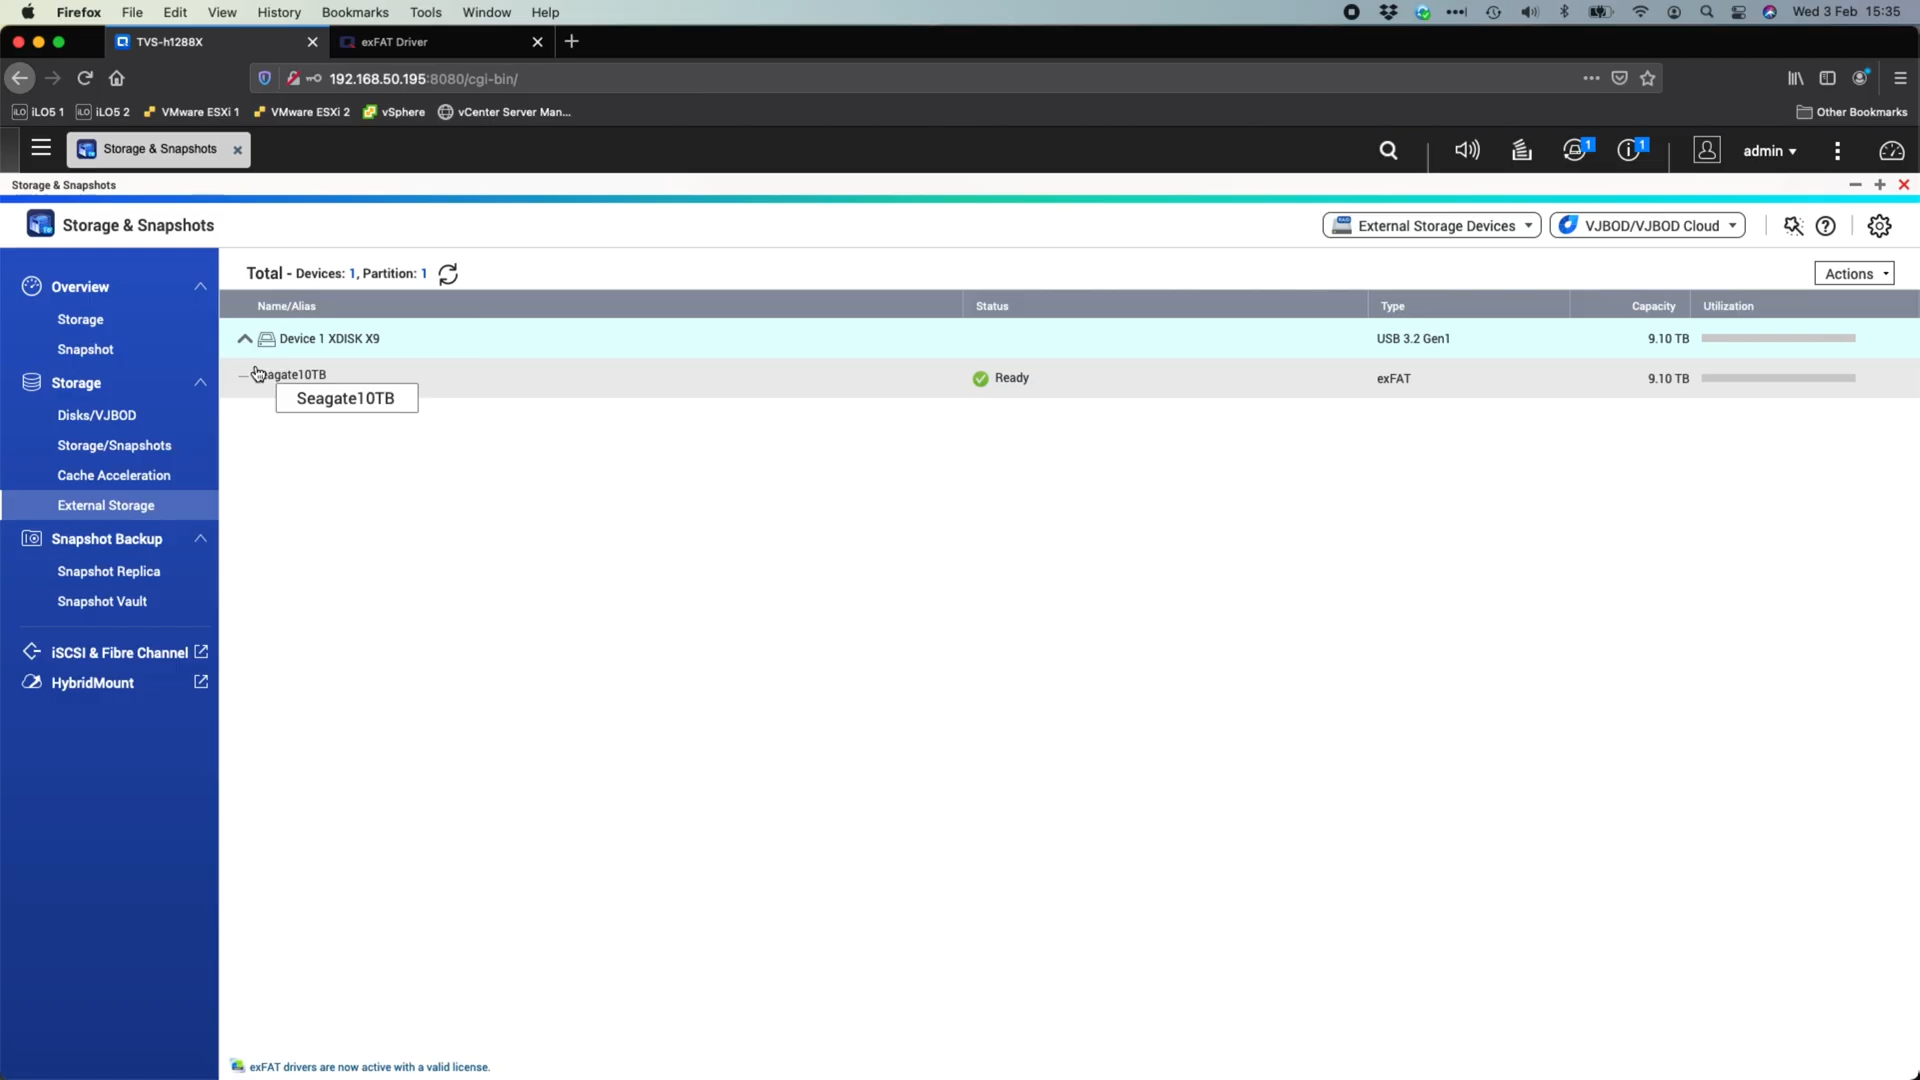 Firefox File Edit View History Bookmarks Tools Window Help Wed 3 Feb 15:35
TVS-h1288X exFAT Driver
192.168.50.195:8080/cgi-bin/
iLO iLO5 1 iLO iLO5 2 VMware ESXi 1 VMware ESXi 2 vSphere vCenter Server Man... Other Bookmarks
Storage & Snapshots 1 1 admin
Storage & Snapshots
Storage & Snapshots External Storage Devices VJBOD/VJBOD Cloud
Overview
Storage
Snapshot
Storage
Disks/VJBOD
Storage/Snapshots
Cache Acceleration
External Storage
Snapshot Backup
Snapshot Replica
Snapshot Vault
iSCSI & Fibre Channel
HybridMount
Total - Devices: 1, Partition: 1 Actions
Name/Alias Status Type Capacity Utilization
Device 1 XDISK X9 USB 3.2 Gen1 9.10 TB
Seagate10TB Ready exFAT 9.10 TB
Seagate10TB
exFAT drivers are now active with a valid license.